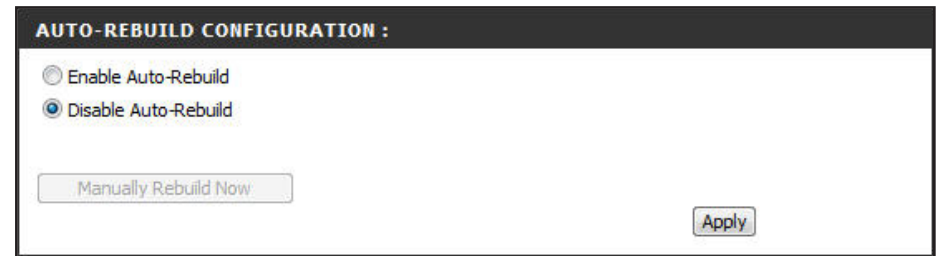 AUTO-REBUILD CONFIGURATION :
Enable Auto-Rebuild
Disable Auto-Rebuild
Manually Rebuild Now
Apply